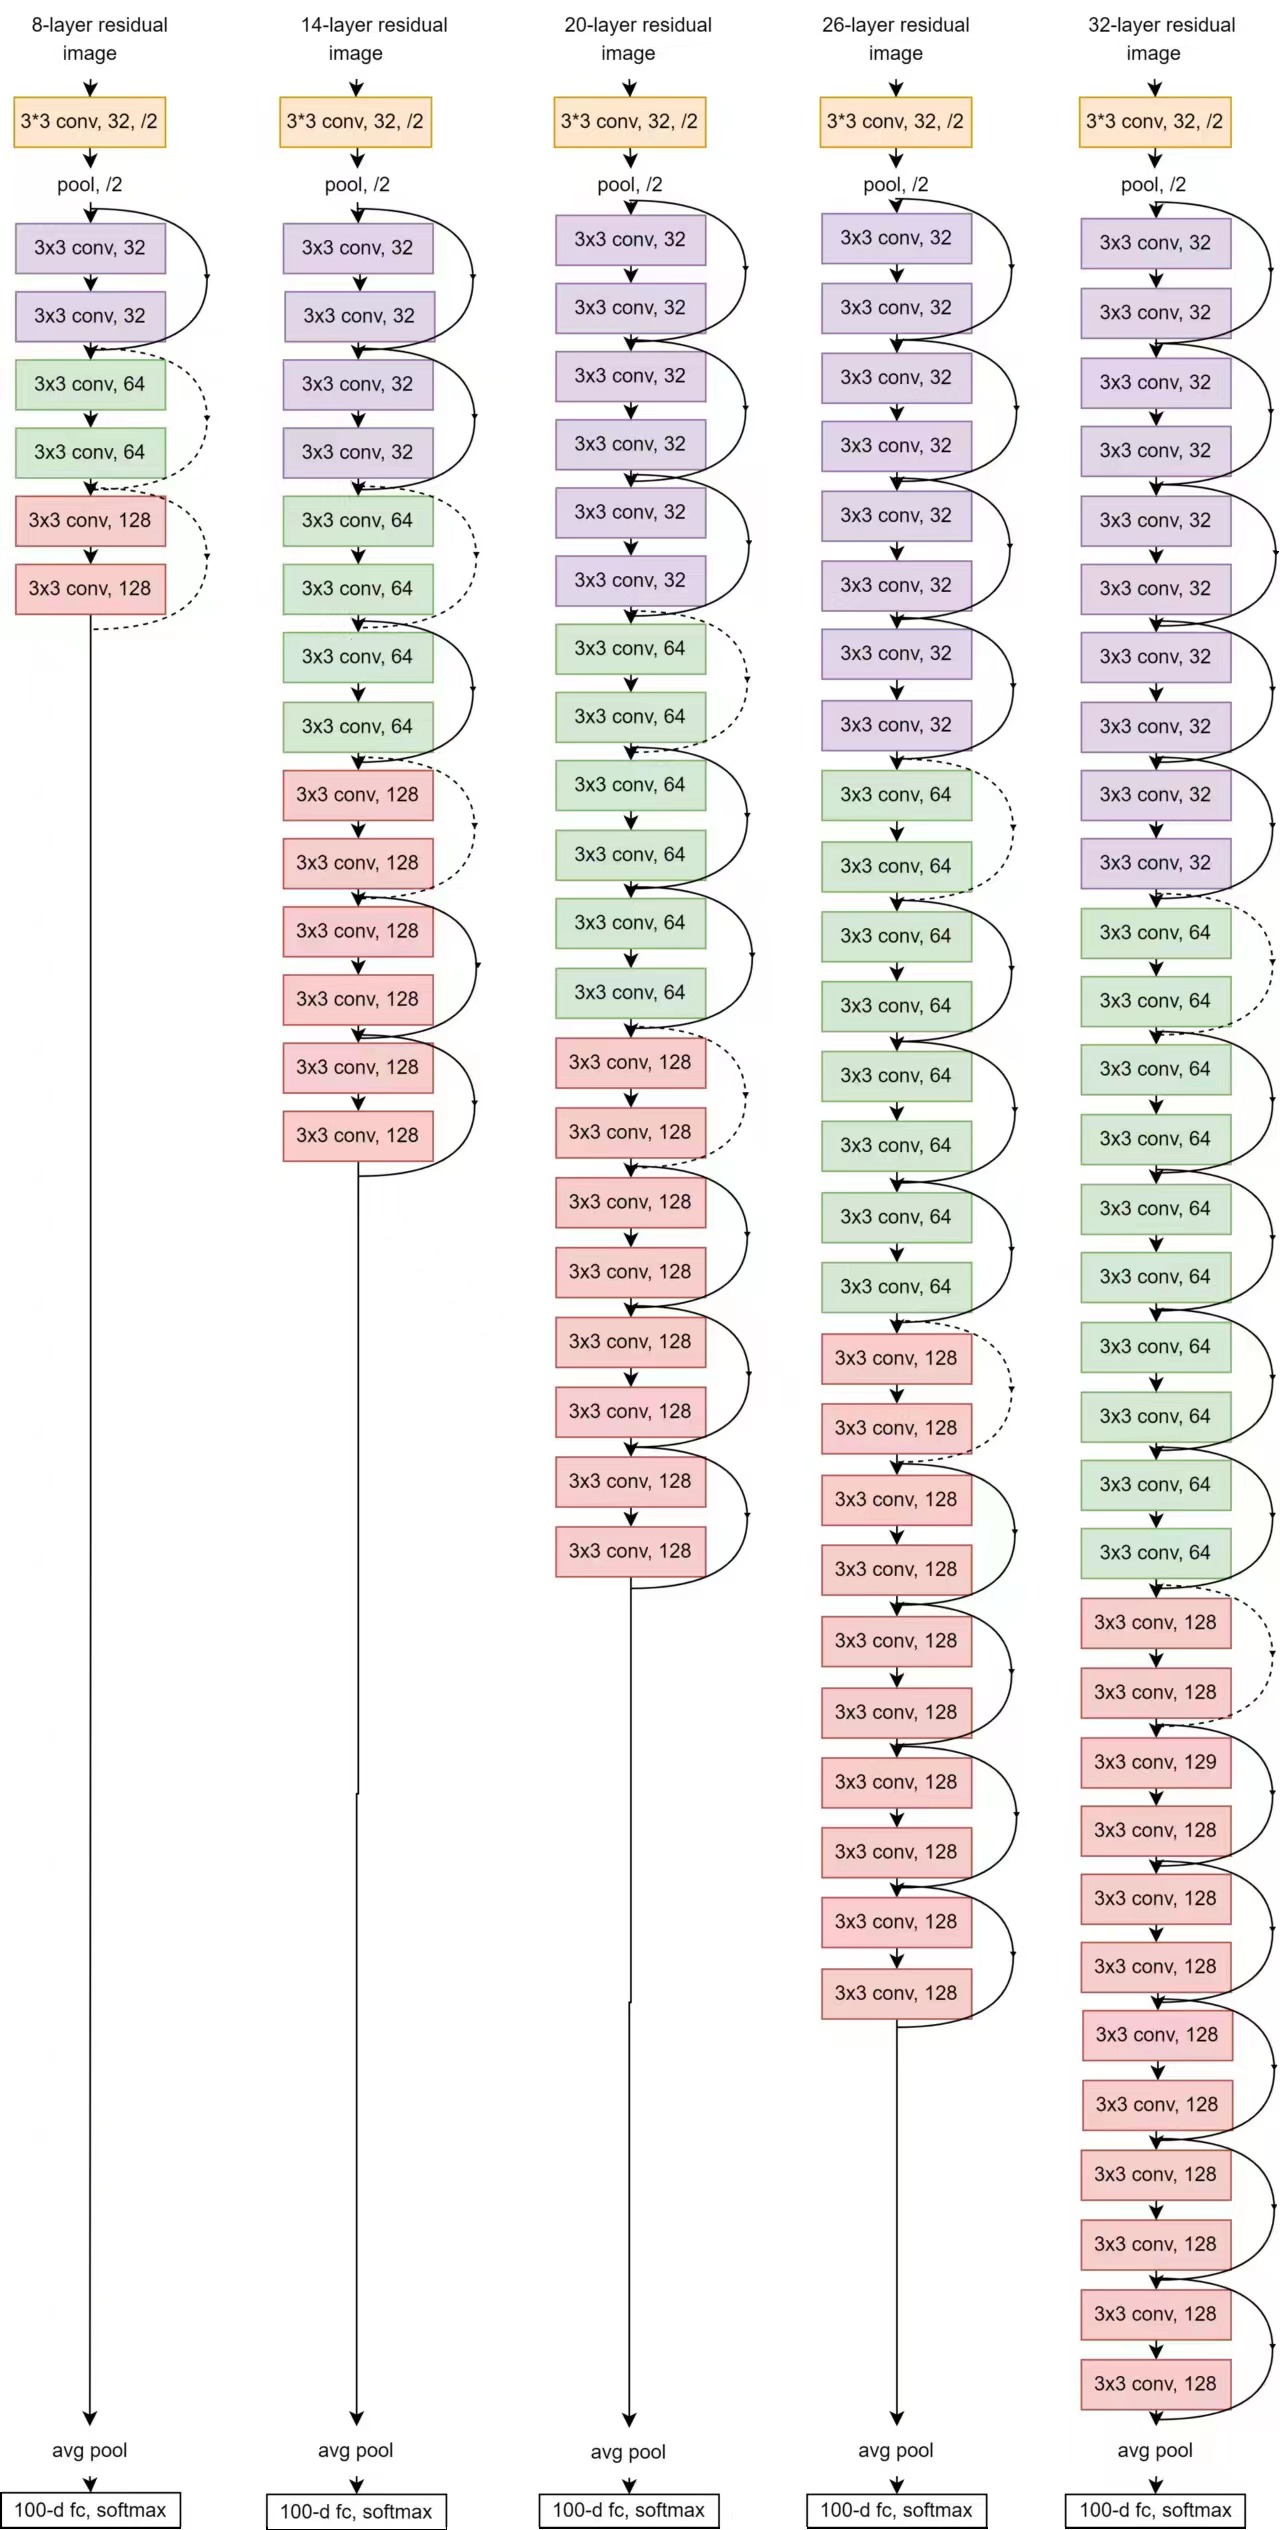 8-layer residual
image
3*3 conv, 32, /2
pool, /2
3x3 conv, 32
3x3 conv, 32
3x3 conv, 64
3x3 conv, 64
3x3 conv, 128
3x3 conv, 128
avg pool
100-d fc, softmax
14-layer residual
image
3*3 conv, 32, /2
pool, /2
3x3 conv, 32
3x3 conv, 32
3x3 conv, 32
3x3 conv, 32
3x3 conv, 64
3x3 conv, 64
3x3 conv, 64
3x3 conv, 64
3x3 conv, 128
3x3 conv, 128
3x3 conv, 128
3x3 conv, 128
3x3 conv, 128
3x3 conv, 128
avg pool
100-d fc, softmax
20-layer residual
image
3*3 conv, 32, /2
pool, /2
3x3 conv, 32
3x3 conv, 32
3x3 conv, 32
3x3 conv, 32
3x3 conv, 32
3x3 conv, 32
3x3 conv, 64
3x3 conv, 64
3x3 conv, 64
3x3 conv, 64
3x3 conv, 64
3x3 conv, 64
3x3 conv, 128
3x3 conv, 128
3x3 conv, 128
3x3 conv, 128
3x3 conv, 128
3x3 conv, 128
3x3 conv, 128
3x3 conv, 128
avg pool
100-d fc, softmax
26-layer residual
image
3*3 conv, 32, /2
pool, /2
3x3 conv, 32
3x3 conv, 32
3x3 conv, 32
3x3 conv, 32
3x3 conv, 32
3x3 conv, 32
3x3 conv, 32
3x3 conv, 32
3x3 conv, 64
3x3 conv, 64
3x3 conv, 64
3x3 conv, 64
3x3 conv, 64
3x3 conv, 64
3x3 conv, 64
3x3 conv, 64
3x3 conv, 128
3x3 conv, 128
3x3 conv, 128
3x3 conv, 128
3x3 conv, 128
3x3 conv, 128
3x3 conv, 128
3x3 conv, 128
3x3 conv, 128
3x3 conv, 128
avg pool
100-d fc, softmax
32-layer residual
image
3*3 conv, 32, /2
pool, /2
3x3 conv, 32
3x3 conv, 32
3x3 conv, 32
3x3 conv, 32
3x3 conv, 32
3x3 conv, 32
3x3 conv, 32
3x3 conv, 32
3x3 conv, 32
3x3 conv, 32
3x3 conv, 64
3x3 conv, 64
3x3 conv, 64
3x3 conv, 64
3x3 conv, 64
3x3 conv, 64
3x3 conv, 64
3x3 conv, 64
3x3 conv, 64
3x3 conv, 64
3x3 conv, 128
3x3 conv, 128
3x3 conv, 129
3x3 conv, 128
3x3 conv, 128
3x3 conv, 128
3x3 conv, 128
3x3 conv, 128
3x3 conv, 128
3x3 conv, 128
3x3 conv, 128
3x3 conv, 128
avg pool
100-d fc, softmax